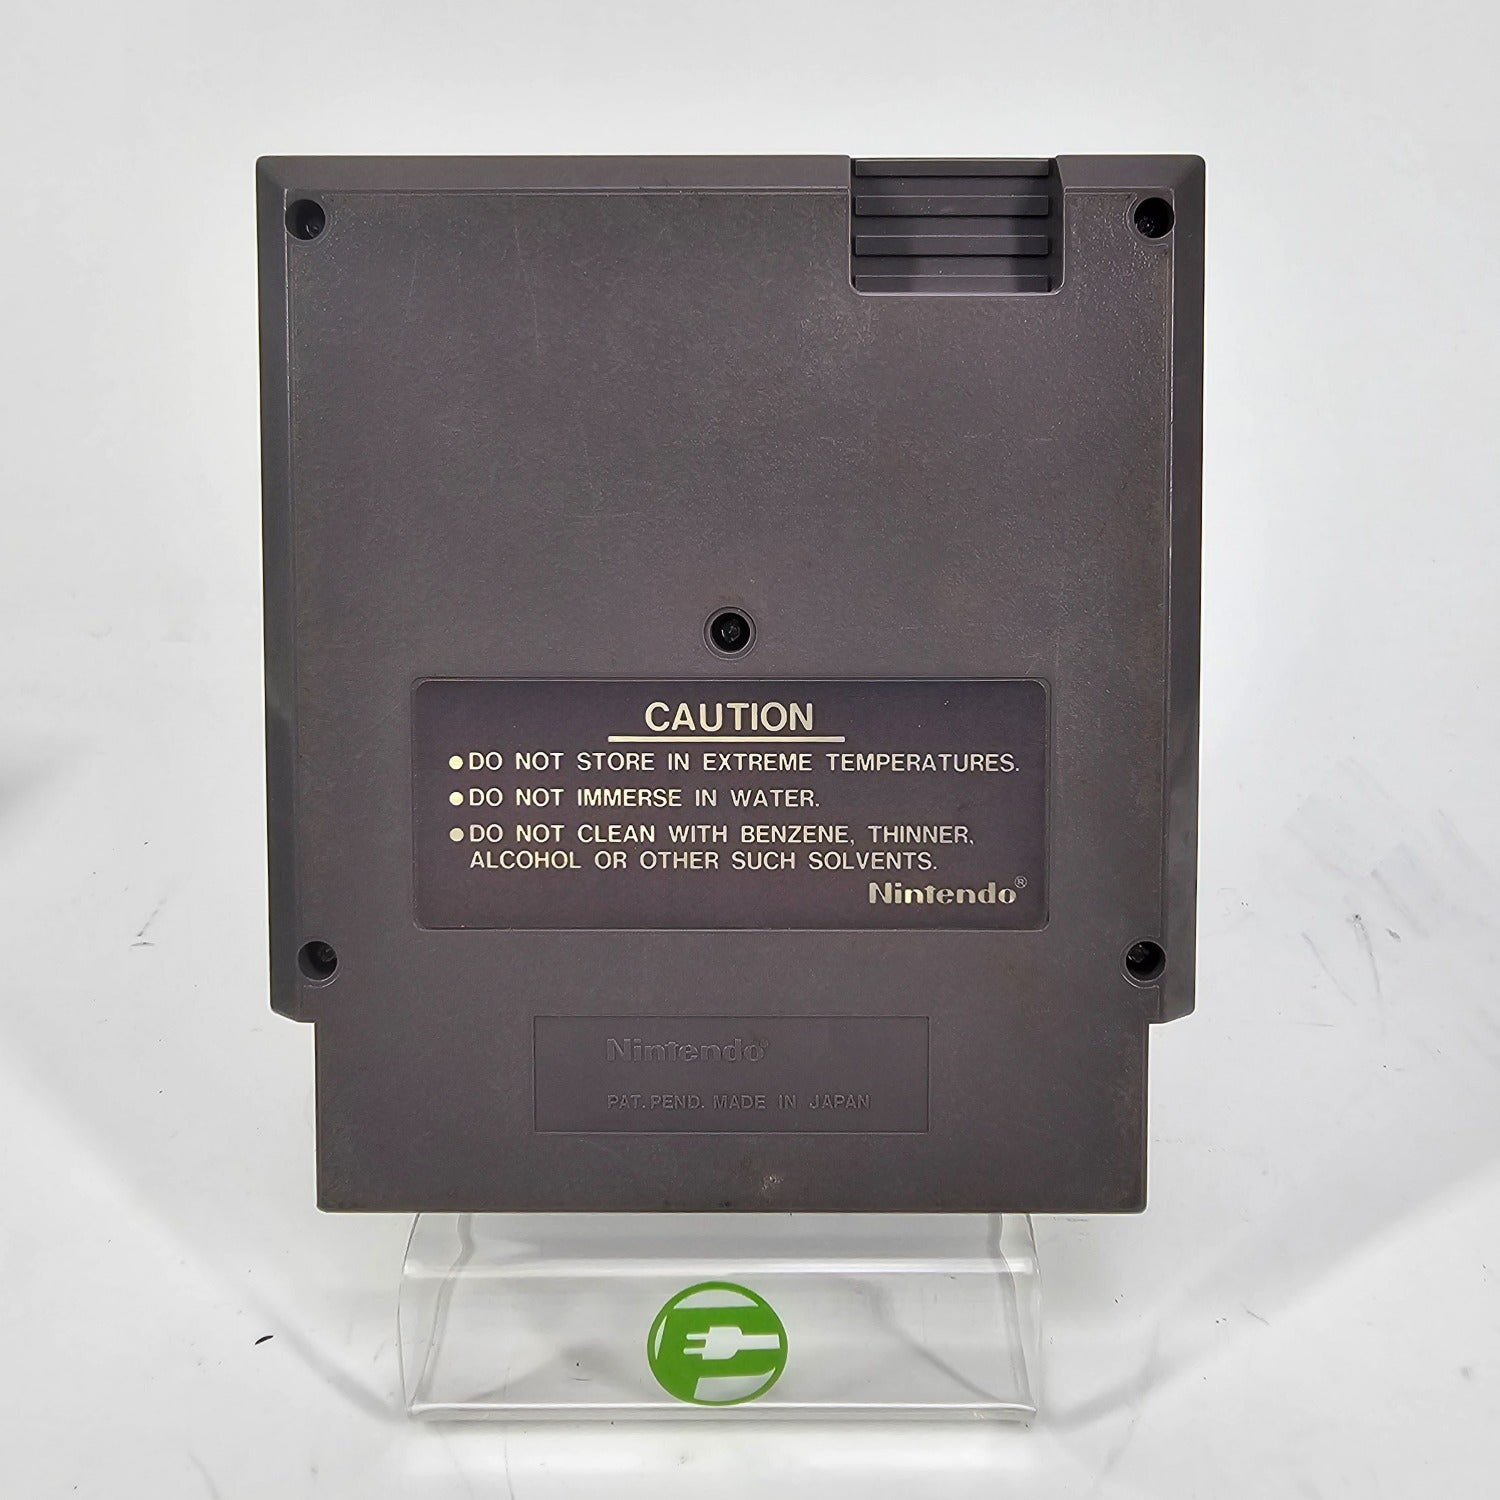 CAUTION
●DO NOT STORE IN EXTREME TEMPERATURES.
●DO NOT IMMERSE IN WATER.
●DO NOT CLEAN WITH BENZENE, THINNER,
ALCOHOL OR OTHER SUCH SOLVENTS.
Nintendo®
Nintendo®
PAT. PEND. MADE IN JAPAN